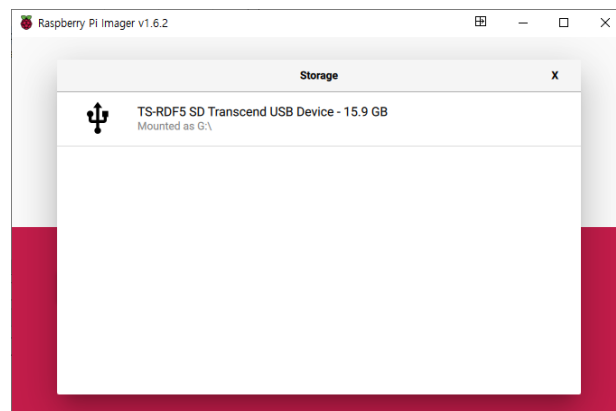 Raspberry Pi Imager v1.6.2
Storage
X
TS-RDF5 SD Transcend USB Device - 15.9 GB
Mounted as G:\